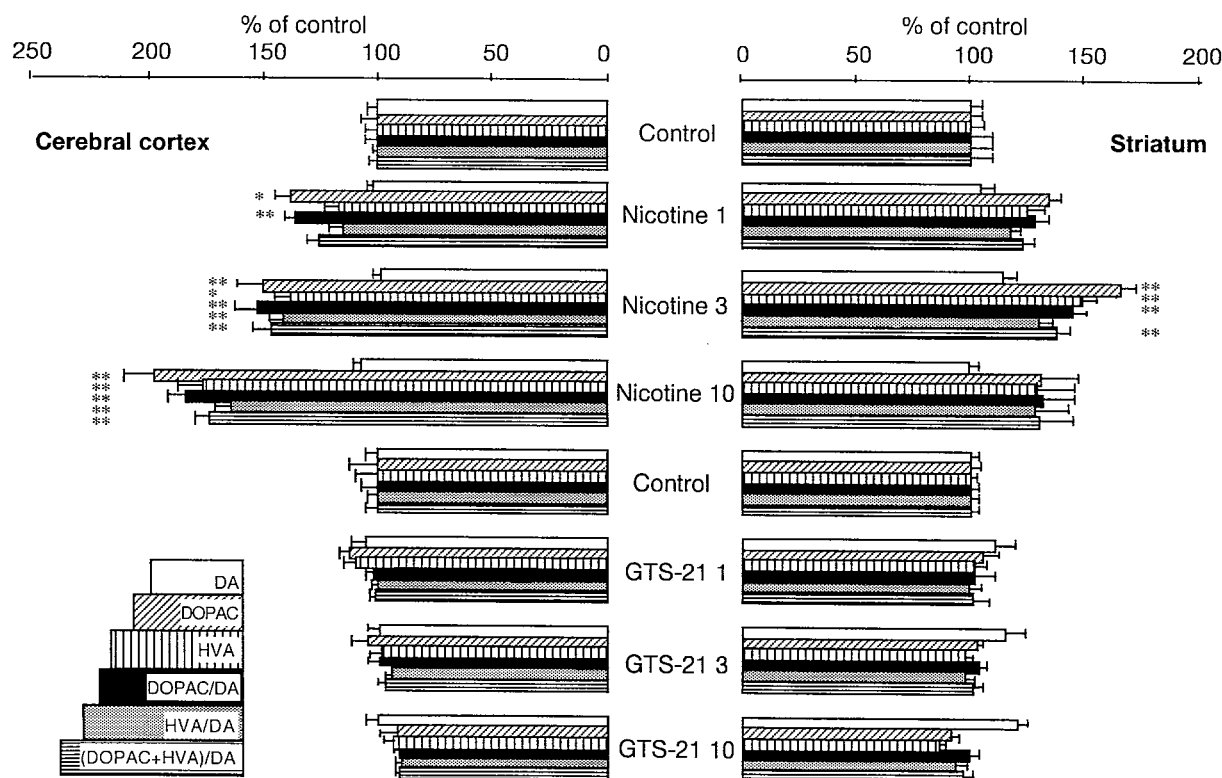 % of control
% of control
250 200 150 100 50 0
0 50 100 150 200
Cerebral cortex
Control
Striatum
*
**
Nicotine 1
**
*
**
**
**
Nicotine 3
**
**
**
**
**
**
**
**
**
Nicotine 10
Control
GTS-21 1
GTS-21 3
GTS-21 10
DA
DOPAC
HVA
DOPAC/DA
HVA/DA
(DOPAC+HVA)/DA